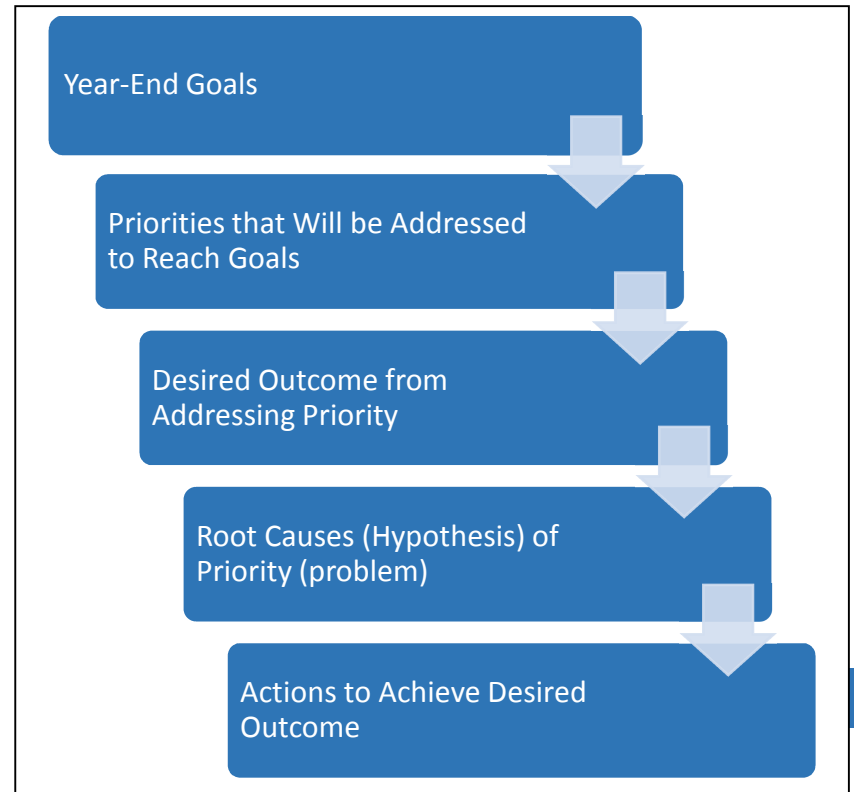 Year-End Goals
Priorities that Will be Addressed
to Reach Goals
Desired Outcome from
Addressing Priority
Root Causes (Hypothesis) of
Priority (problem)
Actions to Achieve Desired
Outcome